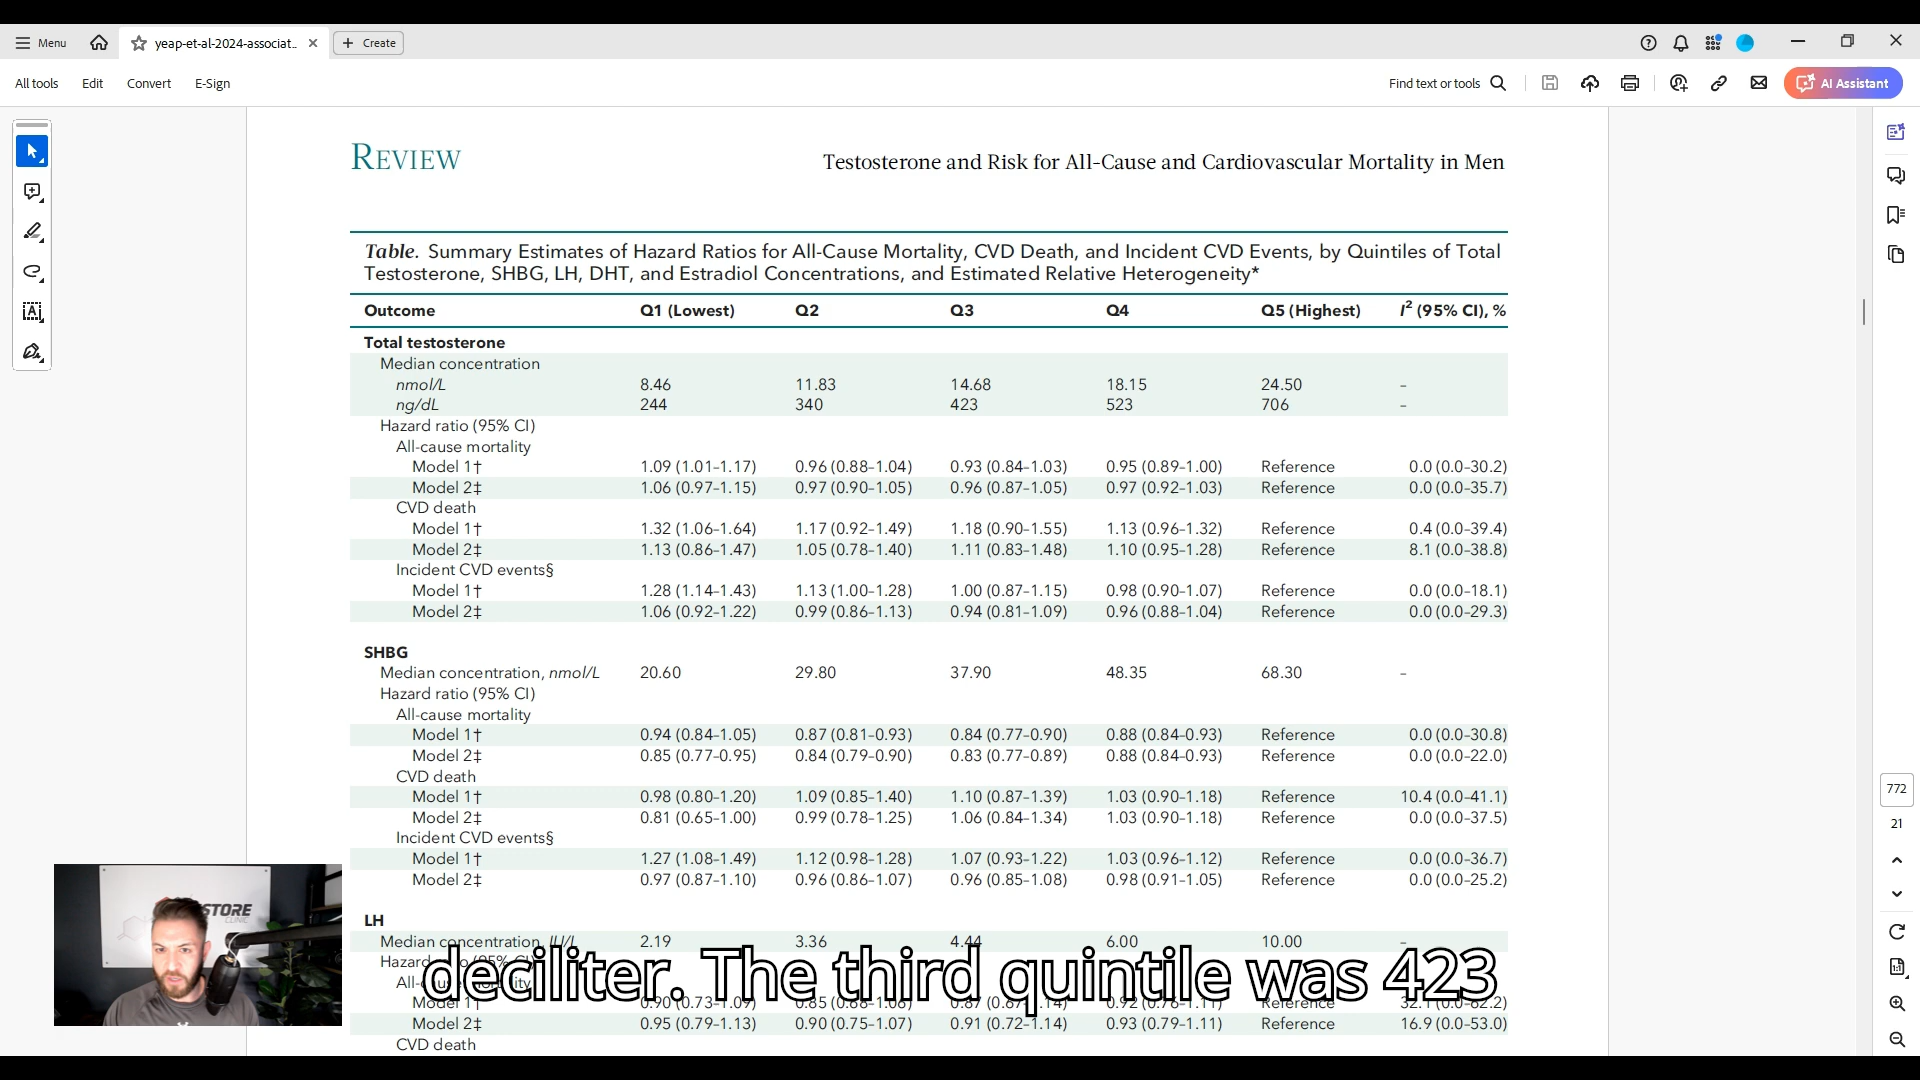 Menu
yeap-et-al-2024-associat..
Create
All tools Edit Convert E-Sign
Find text or tools
AI Assistant
REVIEW
Testosterone and Risk for All-Cause and Cardiovascular Mortality in Men
Table. Summary Estimates of Hazard Ratios for All-Cause Mortality, CVD Death, and Incident CVD Events, by Quintiles of Total
Testosterone, SHBG, LH, DHT, and Estradiol Concentrations, and Estimated Relative Heterogeneity*
Outcome Q1 (Lowest) Q2 Q3 Q4 Q5 (Highest) I² (95% CI), %
Total testosterone
Median concentration
nmol/L 8.46 11.83 14.68 18.15 24.50 –
ng/dL 244 340 423 523 706 –
Hazard ratio (95% CI)
All-cause mortality
Model 1† 1.09 (1.01–1.17) 0.96 (0.88–1.04) 0.93 (0.84–1.03) 0.95 (0.89–1.00) Reference 0.0 (0.0–30.2)
Model 2‡ 1.06 (0.97–1.15) 0.97 (0.90–1.05) 0.96 (0.87–1.05) 0.97 (0.92–1.03) Reference 0.0 (0.0–35.7)
CVD death
Model 1† 1.32 (1.06–1.64) 1.17 (0.92–1.49) 1.18 (0.90–1.55) 1.13 (0.96–1.32) Reference 0.4 (0.0–39.4)
Model 2‡ 1.13 (0.86–1.47) 1.05 (0.78–1.40) 1.11 (0.83–1.48) 1.10 (0.95–1.28) Reference 8.1 (0.0–38.8)
Incident CVD events§
Model 1† 1.28 (1.14–1.43) 1.13 (1.00–1.28) 1.00 (0.87–1.15) 0.98 (0.90–1.07) Reference 0.0 (0.0–18.1)
Model 2‡ 1.06 (0.92–1.22) 0.99 (0.86–1.13) 0.94 (0.81–1.09) 0.96 (0.88–1.04) Reference 0.0 (0.0–29.3)
SHBG
Median concentration, nmol/L 20.60 29.80 37.90 48.35 68.30 –
Hazard ratio (95% CI)
All-cause mortality
Model 1† 0.94 (0.84–1.05) 0.87 (0.81–0.93) 0.84 (0.77–0.90) 0.88 (0.84–0.93) Reference 0.0 (0.0–30.8)
Model 2‡ 0.85 (0.77–0.95) 0.84 (0.79–0.90) 0.83 (0.77–0.89) 0.88 (0.84–0.93) Reference 0.0 (0.0–22.0)
CVD death
Model 1† 0.98 (0.80–1.20) 1.09 (0.85–1.40) 1.10 (0.87–1.39) 1.03 (0.90–1.18) Reference 10.4 (0.0–41.1)
Model 2‡ 0.81 (0.65–1.00) 0.99 (0.78–1.25) 1.06 (0.84–1.34) 1.03 (0.90–1.18) Reference 0.0 (0.0–37.5)
Incident CVD events§
Model 1† 1.27 (1.08–1.49) 1.12 (0.98–1.28) 1.07 (0.93–1.22) 1.03 (0.96–1.12) Reference 0.0 (0.0–36.7)
Model 2‡ 0.97 (0.87–1.10) 0.96 (0.86–1.07) 0.96 (0.85–1.08) 0.98 (0.91–1.05) Reference 0.0 (0.0–25.2)
LH
Median concentration, IU/L 2.19 3.36 4.44 6.00 10.00 –
deciliter. The third quintile was 423
Model 2‡ 0.95 (0.79–1.13) 0.90 (0.75–1.07) 0.91 (0.72–1.14) 0.93 (0.79–1.11) Reference 16.9 (0.0–53.0)
CVD death
772
21
STORE
CLINIC